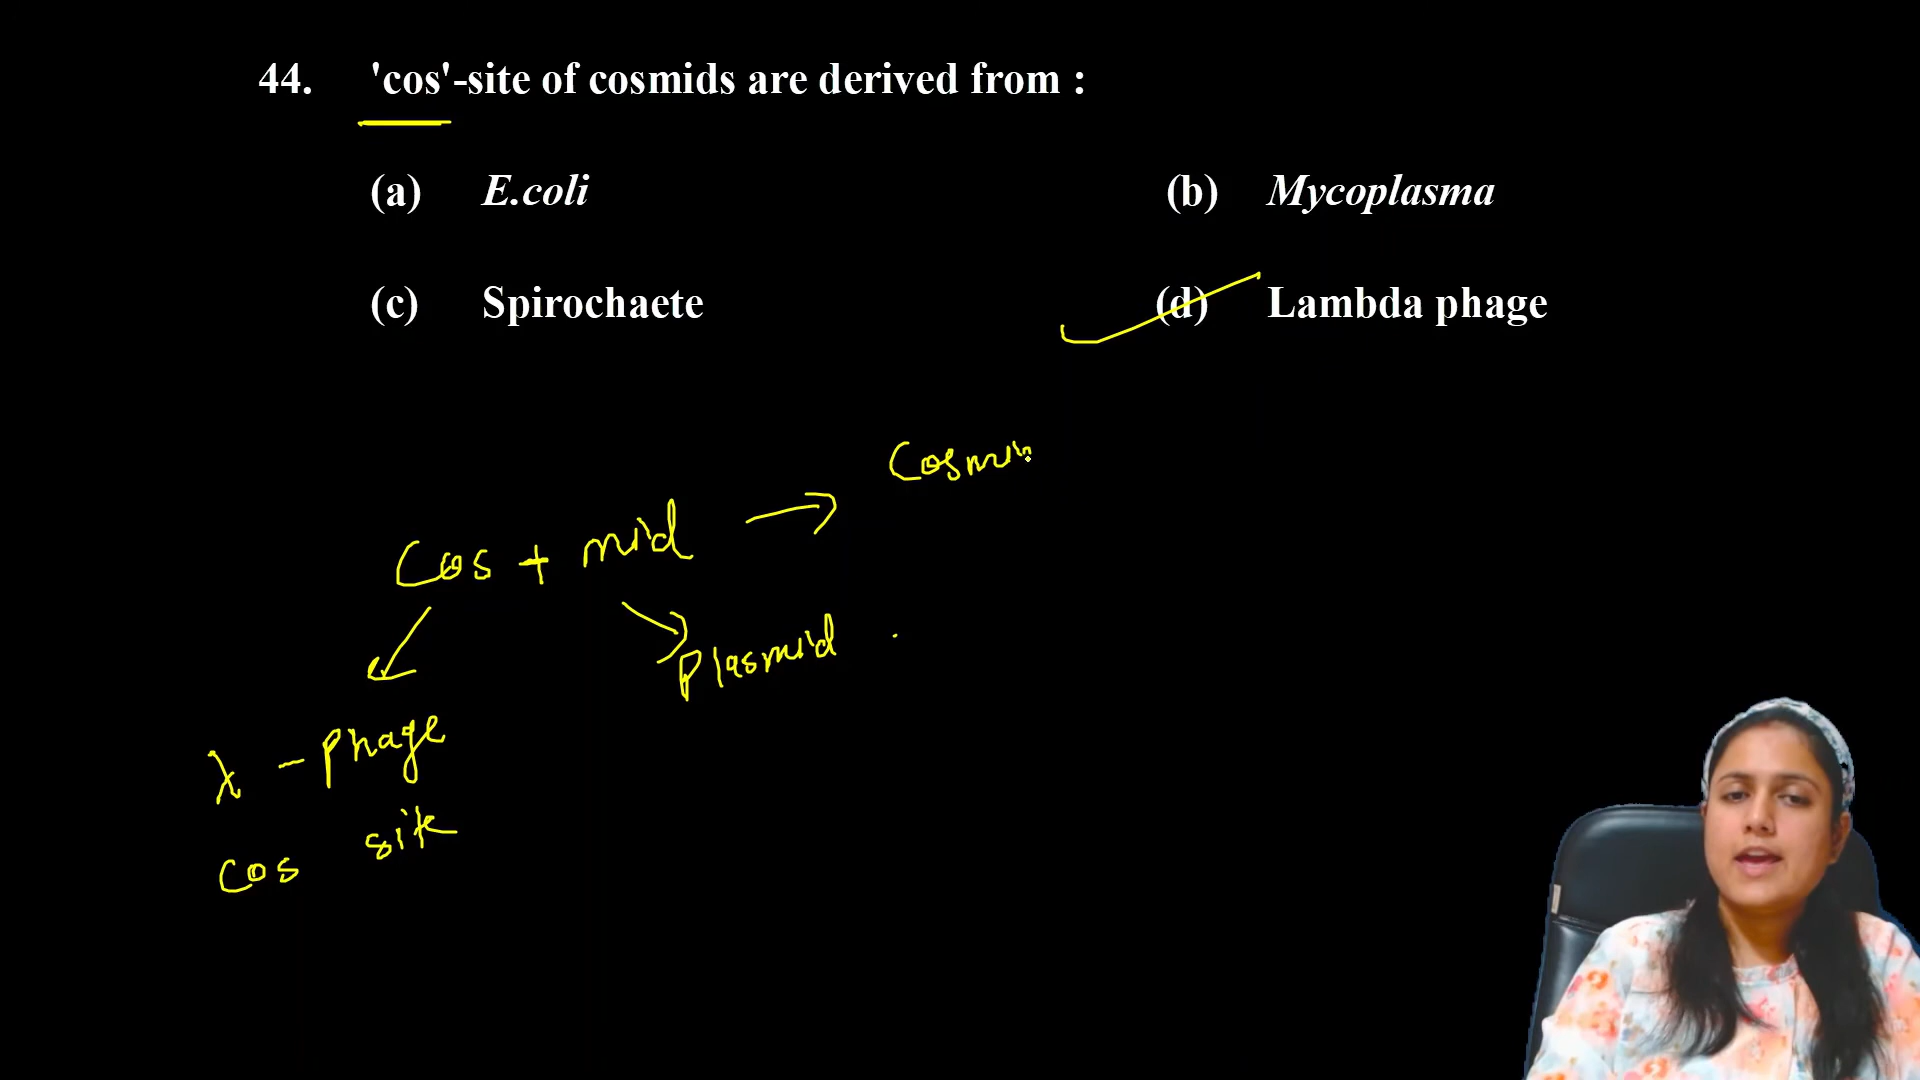 44. 'cos'-site of cosmids are derived from :
(a) E.coli (b) Mycoplasma
(c) Spirochaete (d) Lambda phage
Cosmi
Cos + mid
Plasmid
λ - Phage
cos site